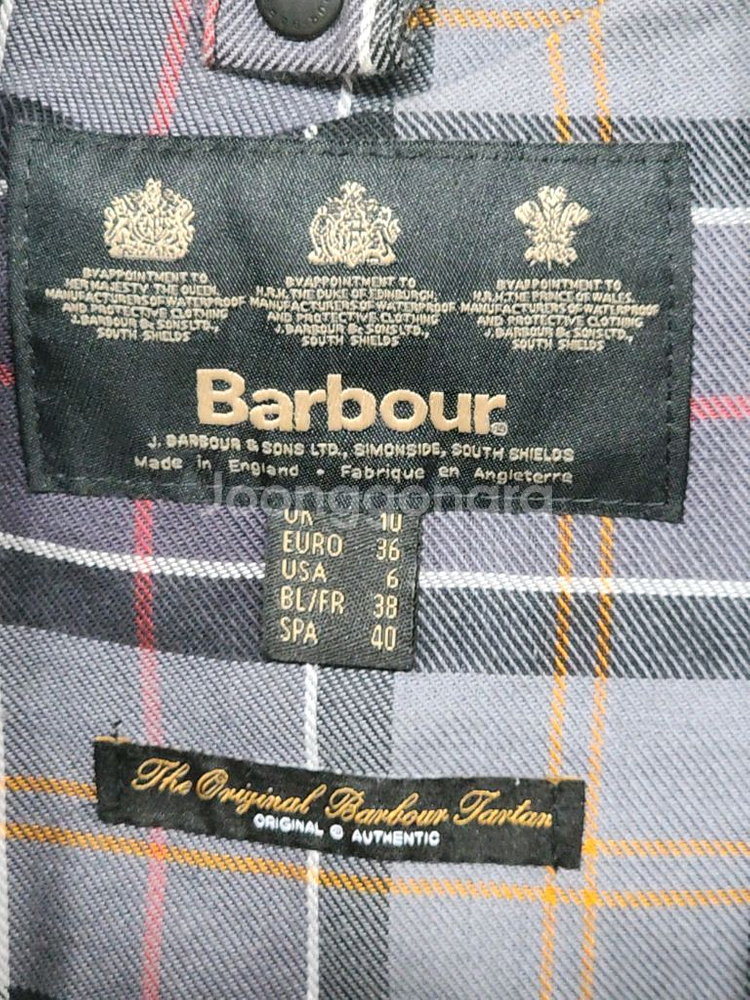 BY APPOINTMENT TO
HER MAJESTY THE QUEEN
MANUFACTURERS OF WATERPROOF
AND PROTECTIVE CLOTHING
J. BARBOUR & SONS LTD.,
SOUTH SHIELDS
BY APPOINTMENT TO
H.R.H. THE DUKE OF EDINBURGH,
MANUFACTURERS OF WATERPROOF
AND PROTECTIVE CLOTHING
J. BARBOUR & SONS LTD.,
SOUTH SHIELDS
BY APPOINTMENT TO
H.R.H. THE PRINCE OF WALES,
MANUFACTURERS OF WATERPROOF
AND PROTECTIVE CLOTHING
J. BARBOUR & SONS LTD.,
SOUTH SHIELDS
Barbour®
J. BARBOUR & SONS LTD., SIMONSIDE, SOUTH SHIELDS
Made in England • Fabrique en Angleterre
Joonggonara
UK 10
EURO 36
USA 6
BL/FR 38
SPA 40
The Original Barbour Tartan
ORIGINAL & AUTHENTIC